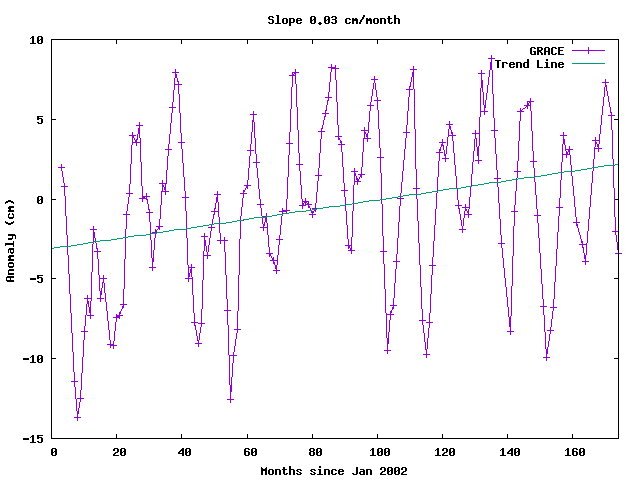 Slope 0.03 cm/month
10
5
0
-5
-10
-15
Anomaly (cm)
GRACE
Trend Line
0 20 40 60 80 100 120 140 160
Months since Jan 2002